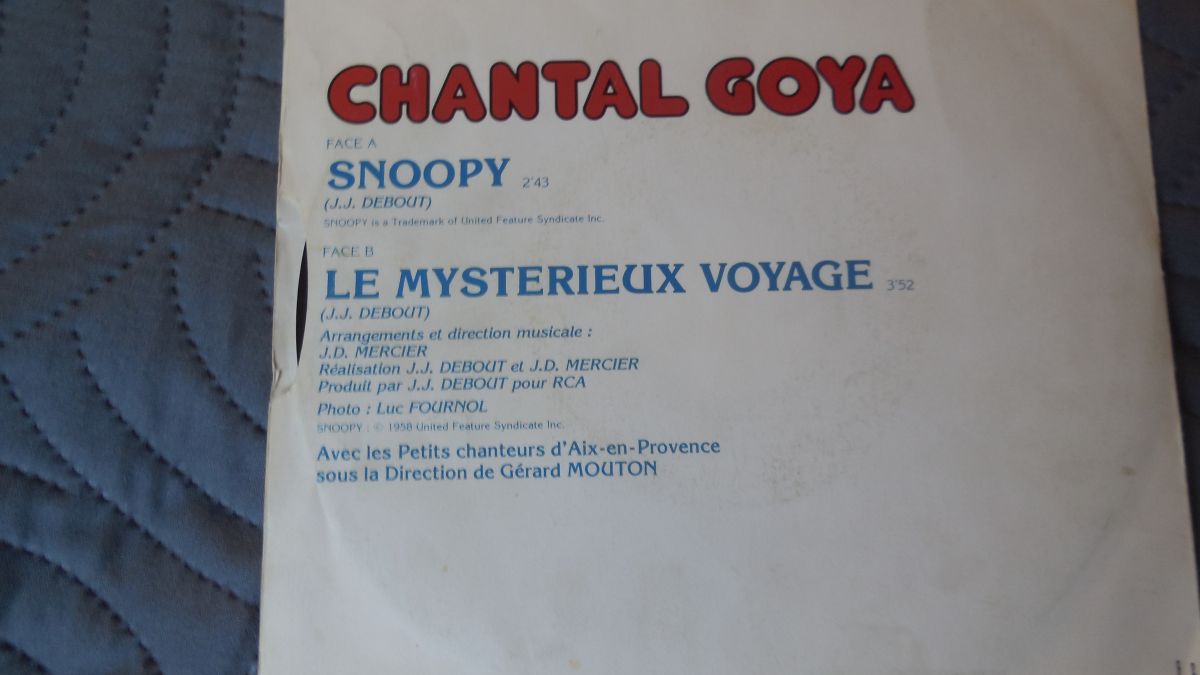 CHANTAL GOYA
FACE A
SNOOPY 2'43
(J.J. DEBOUT)
SNOOPY is a Trademark of United Feature Syndicate Inc.
FACE B
LE MYSTERIEUX VOYAGE 3'52
(J.J. DEBOUT)
Arrangements et direction musicale :
J.D. MERCIER
Réalisation J.J. DEBOUT et J.D. MERCIER
Produit par J.J. DEBOUT pour RCA
Photo : Luc FOURNOL
SNOOPY : © 1958 United Feature Syndicate Inc.
Avec les Petits chanteurs d'Aix-en-Provence
sous la Direction de Gérard MOUTON